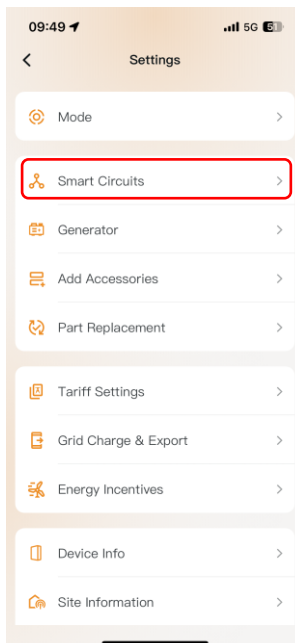 09:49
5G 51
Settings
Mode
Smart Circuits
Generator
Add Accessories
Part Replacement
Tariff Settings
Grid Charge & Export
Energy Incentives
Device Info
Site Information